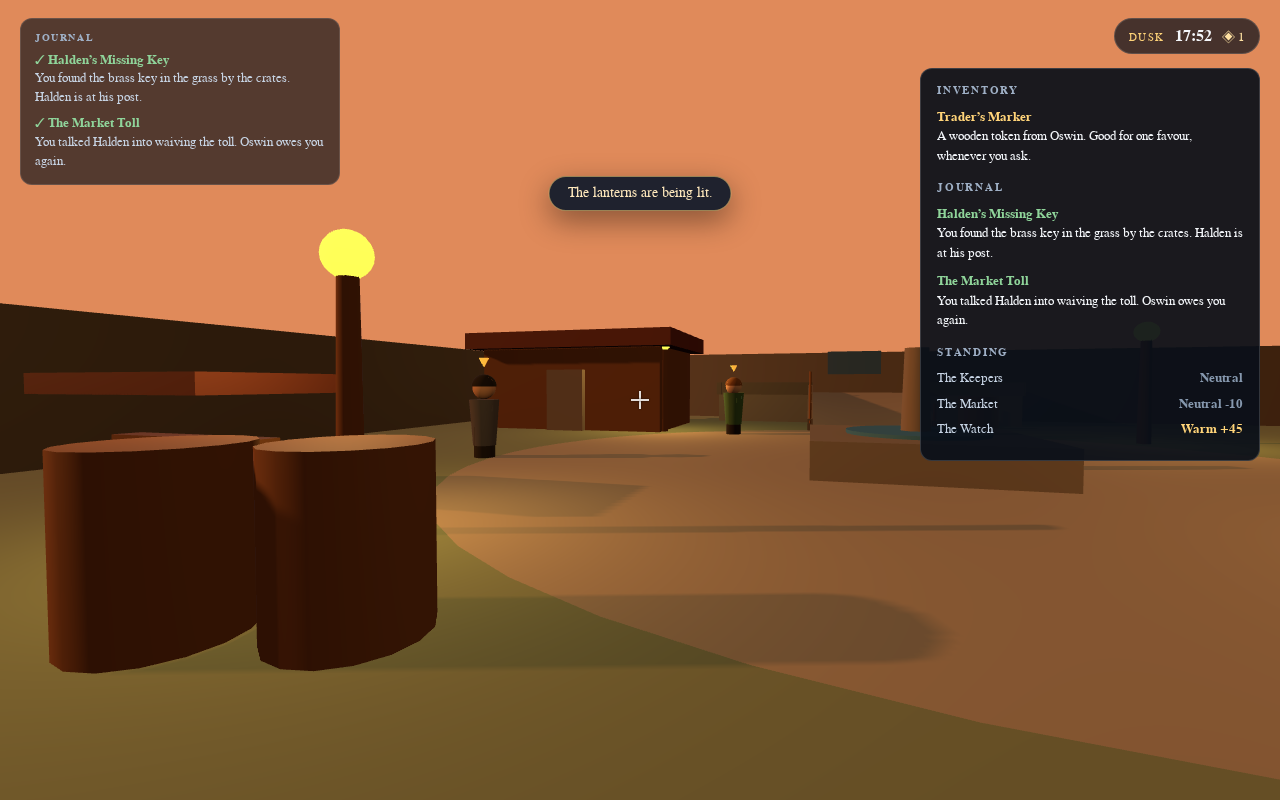 JOURNAL
✓ Halden’s Missing Key
You found the brass key in the grass by the crates.
Halden is at his post.
✓ The Market Toll
You talked Halden into waiving the toll. Oswin owes you
again.
The lanterns are being lit.
DUSK 17:52 ◈ 1
INVENTORY
Trader’s Marker
A wooden token from Oswin. Good for one favour,
whenever you ask.
JOURNAL
Halden’s Missing Key
You found the brass key in the grass by the crates. Halden is
at his post.
The Market Toll
You talked Halden into waiving the toll. Oswin owes you
again.
STANDING
The Keepers Neutral
The Market Neutral -10
The Watch Warm +45